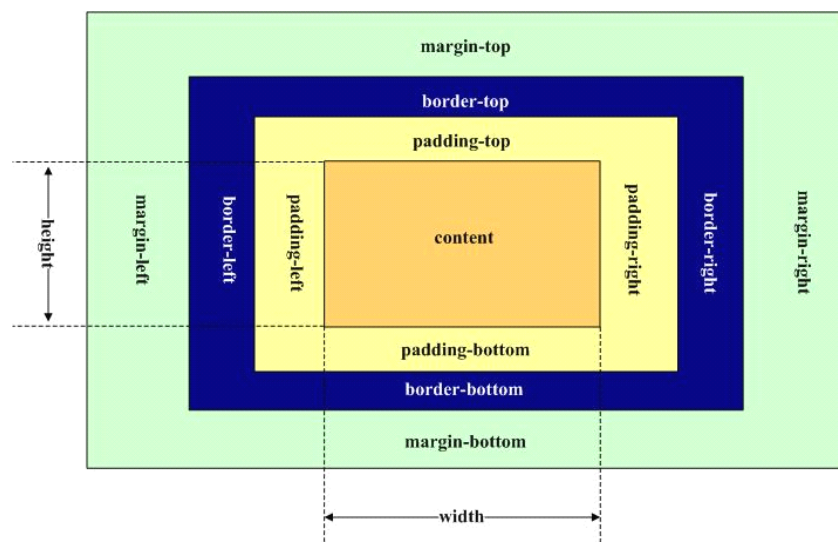 margin-top
border-top
padding-top
height
margin-left
border-left
padding-left
content
padding-right
border-right
margin-right
padding-bottom
border-bottom
margin-bottom
width